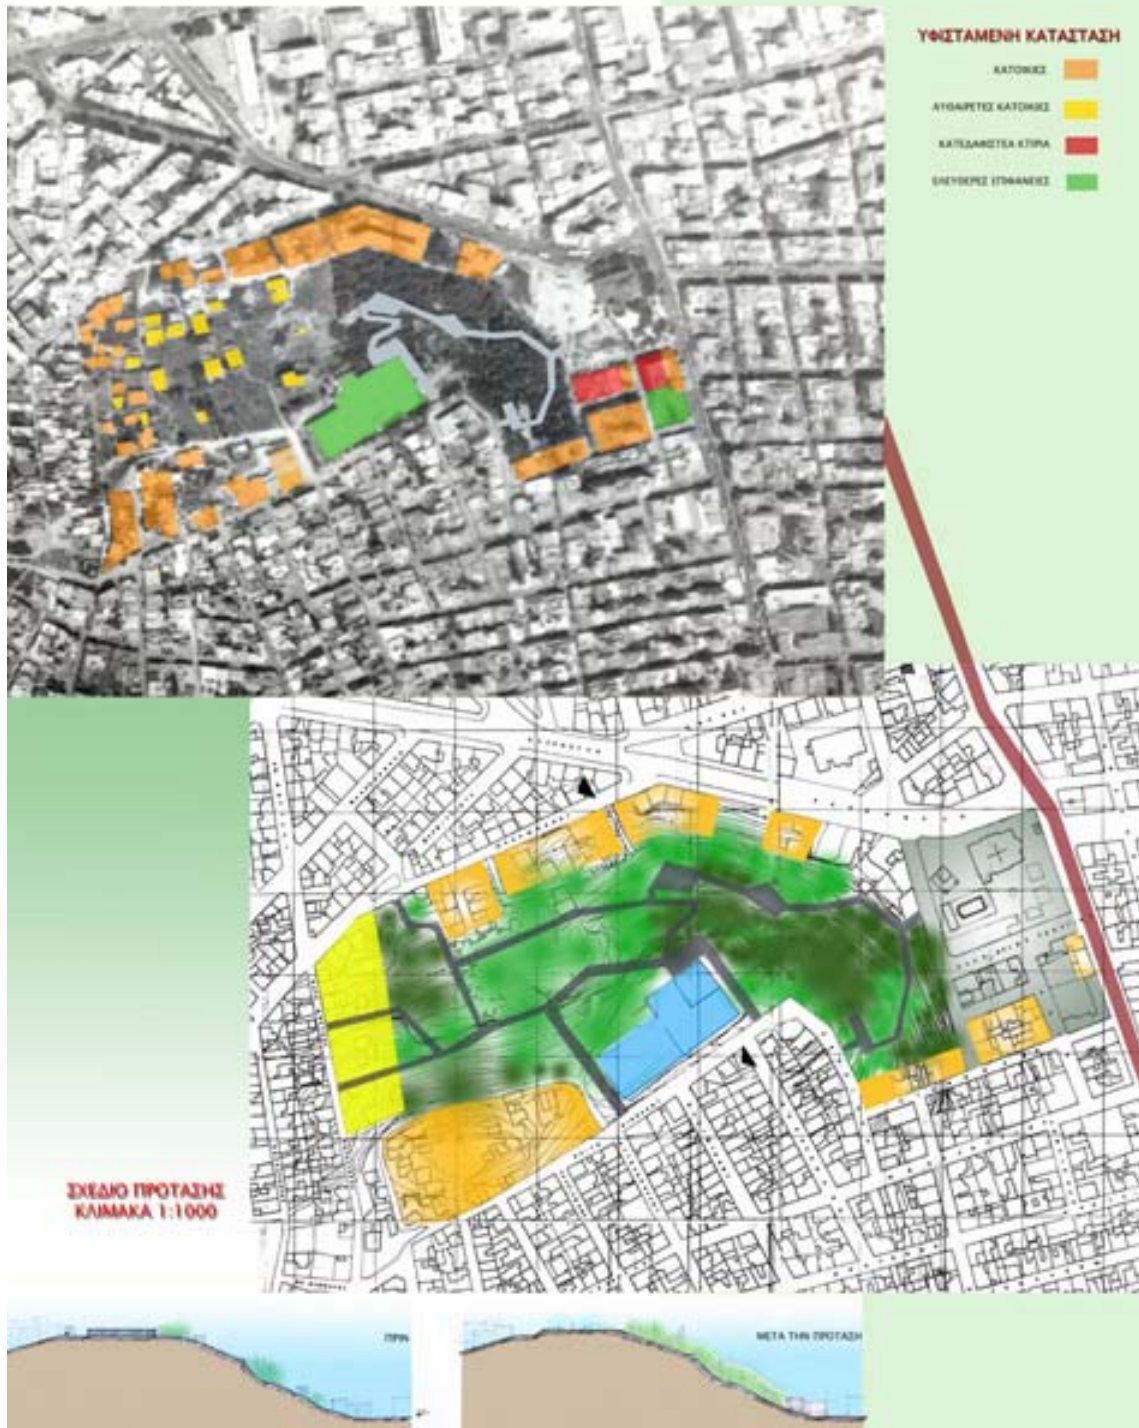 ΥΦΙΣΤΑΜΕΝΗ ΚΑΤΑΣΤΑΣΗ
ΚΑΤΟΙΚΙΕΣ
ΑΥΘΑΙΡΕΤΕΣ ΚΑΤΟΙΚΙΕΣ
ΚΑΤΕΔΑΦΙΣΤΕΑ ΚΤΙΡΙΑ
ΕΛΕΥΘΕΡΕΣ ΕΠΙΦΑΝΕΙΕΣ
ΣΧΕΔΙΟ ΠΡΟΤΑΣΗΣ
ΚΛΙΜΑΚΑ 1:1000
ΠΡΙΝ
ΜΕΤΑ ΤΗΝ ΠΡΟΤΑΣΗ